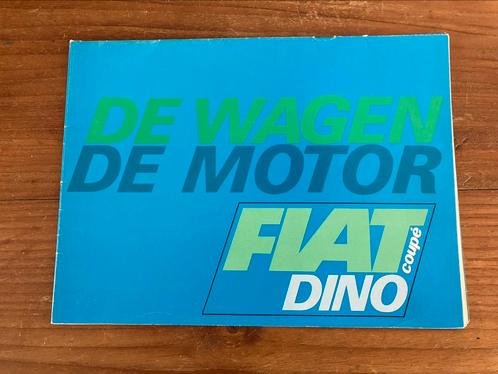 DE WAGEN
DE MOTOR
FIAT
coupé
DINO